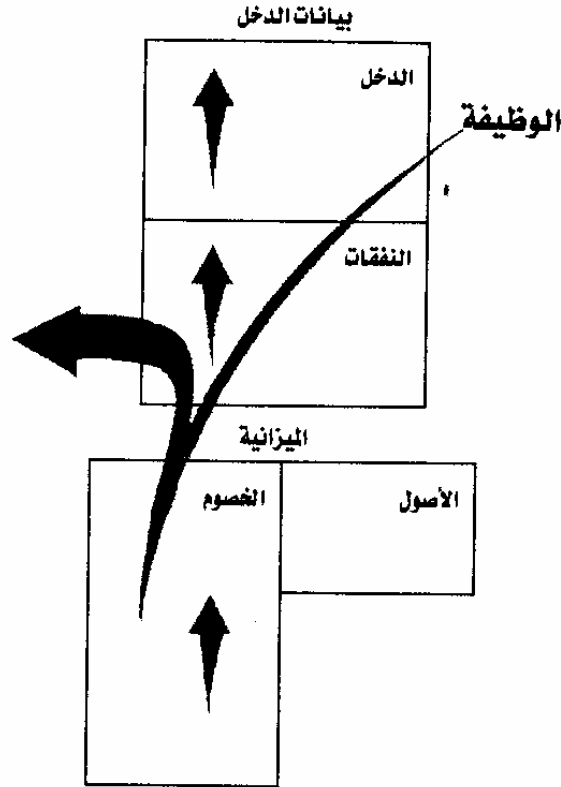 بيانات الدخل
الدخل
الوظيفة
النفقات
الميزانية
الأصول
الخصوم